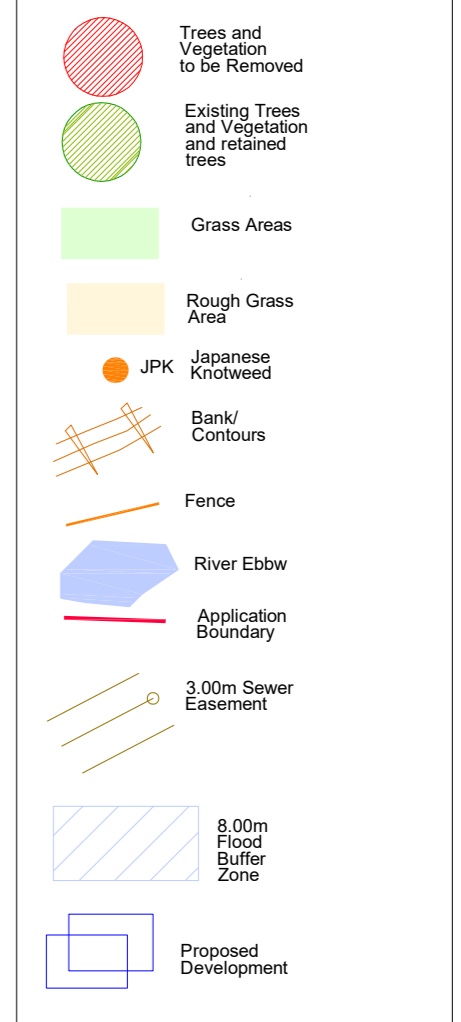 Trees and
Vegetation
to be Removed
Existing Trees
and Vegetation
and retained
trees
Grass Areas
Rough Grass
Area
JPK
Japanese
Knotweed
Bank/
Contours
Fence
River Ebbw
Application
Boundary
3.00m Sewer
Easement
8.00m
Flood
Buffer
Zone
Proposed
Development